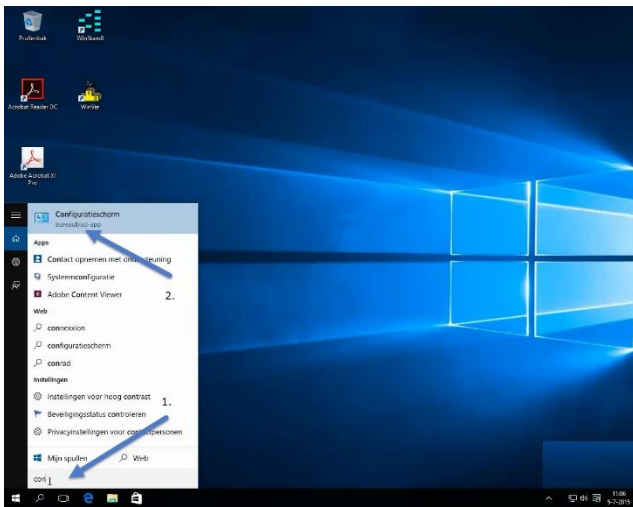 Prullenbak
WinStandI
Acrobat Reader DC
WinVer
Adobe Acrobat XI
Pro
Configuratiescherm
Bureaublad-app
Apps
Contact opnemen met ondersteuning
Systeemconfiguratie
Adobe Content Viewer
2.
Web
connexxion
configuratiescherm
conrad
Instellingen
Instellingen voor hoog contrast
1.
Beveiligingsstatus controleren
Privacyinstellingen voor contactpersonen
Mijn spullen
Web
con
11:06
5-7-2015